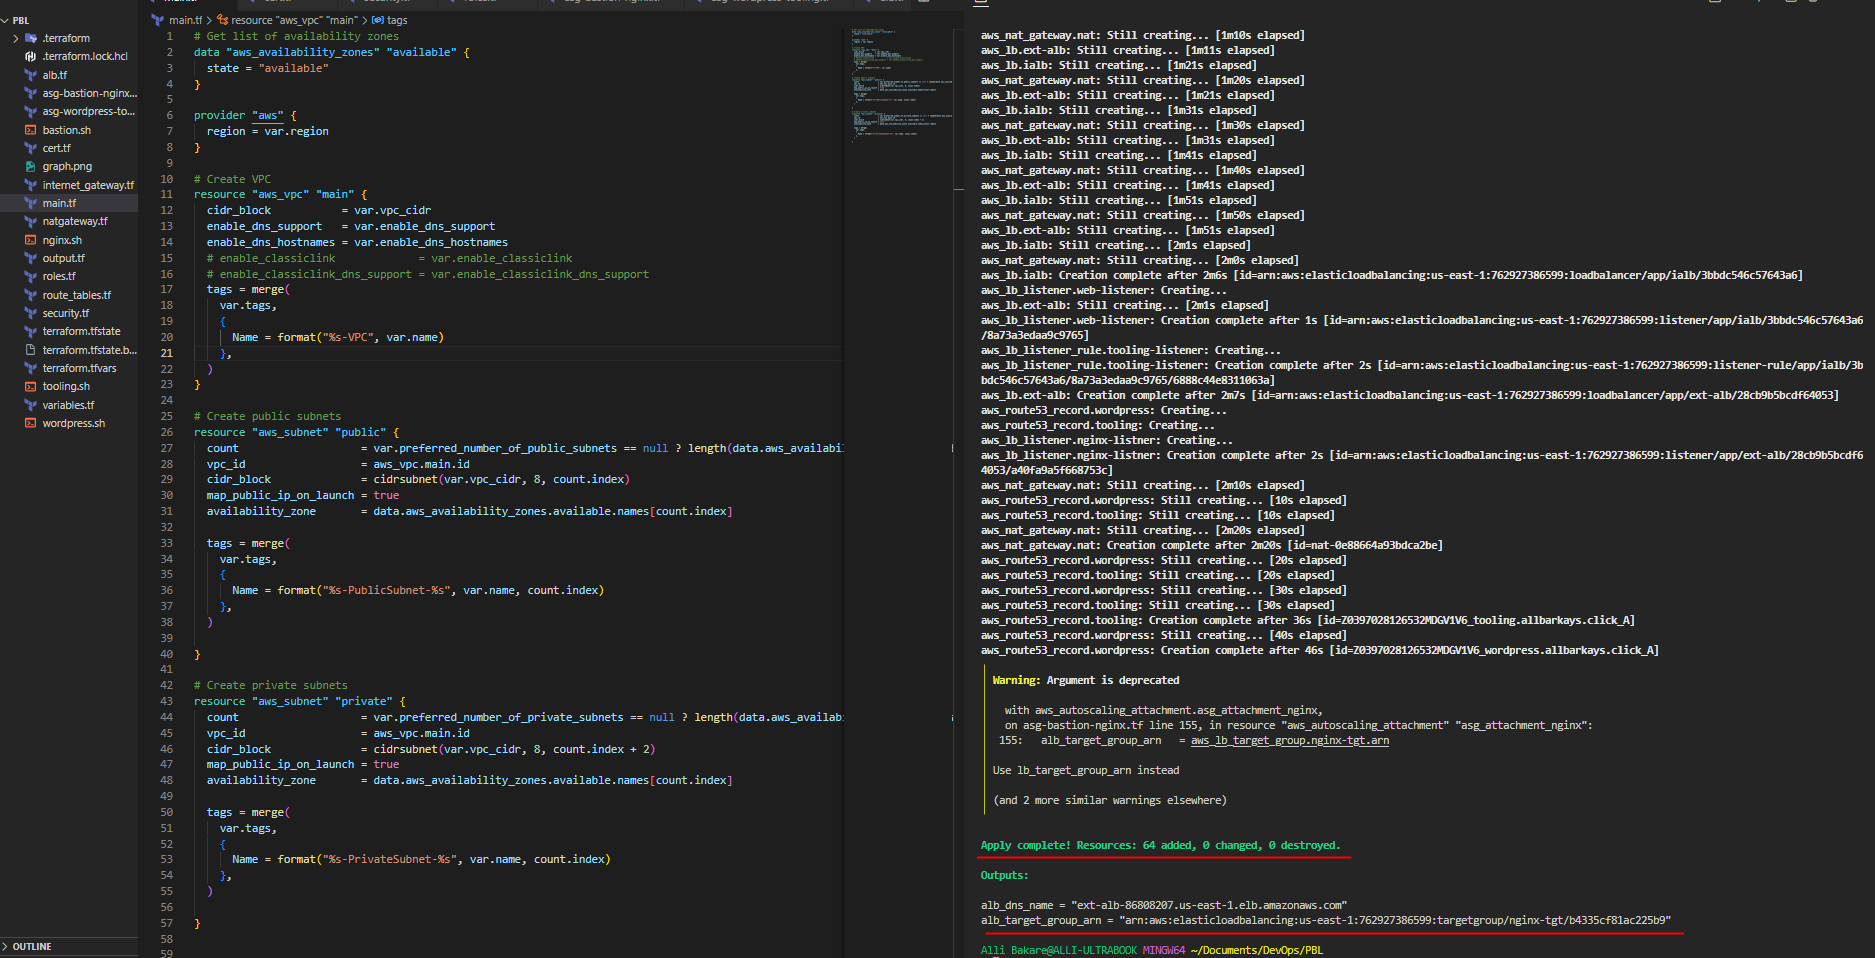 PBL
.terraform
.terraform.lock.hcl
alb.tf
asg-bastion-nginx...
asg-wordpress-to...
bastion.sh
cert.tf
graph.png
internet_gateway.tf
main.tf
natgateway.tf
nginx.sh
output.tf
roles.tf
route_tables.tf
security.tf
terraform.tfstate
terraform.tfstate.b...
terraform.tfvars
tooling.sh
variables.tf
wordpress.sh
OUTLINE
main.tf > resource "aws_vpc" "main" > tags
1 # Get list of availability zones
2 data "aws_availability_zones" "available" {
3 state = "available"
4 }
5
6 provider "aws" {
7 region = var.region
8 }
9
10 # Create VPC
11 resource "aws_vpc" "main" {
12 cidr_block = var.vpc_cidr
13 enable_dns_support = var.enable_dns_support
14 enable_dns_hostnames = var.enable_dns_hostnames
15 # enable_classiclink = var.enable_classiclink
16 # enable_classiclink_dns_support = var.enable_classiclink_dns_support
17 tags = merge(
18 var.tags,
19 {
20 Name = format("%s-VPC", var.name)
21 },
22 )
23 }
24
25 # Create public subnets
26 resource "aws_subnet" "public" {
27 count = var.preferred_number_of_public_subnets == null ? length(data.aws_availabil
28 vpc_id = aws_vpc.main.id
29 cidr_block = cidrsubnet(var.vpc_cidr, 8, count.index)
30 map_public_ip_on_launch = true
31 availability_zone = data.aws_availability_zones.available.names[count.index]
32
33 tags = merge(
34 var.tags,
35 {
36 Name = format("%s-PublicSubnet-%s", var.name, count.index)
37 },
38 )
39
40 }
41
42 # Create private subnets
43 resource "aws_subnet" "private" {
44 count = var.preferred_number_of_private_subnets == null ? length(data.aws_availab
45 vpc_id = aws_vpc.main.id
46 cidr_block = cidrsubnet(var.vpc_cidr, 8, count.index + 2)
47 map_public_ip_on_launch = true
48 availability_zone = data.aws_availability_zones.available.names[count.index]
49
50 tags = merge(
51 var.tags,
52 {
53 Name = format("%s-PrivateSubnet-%s", var.name, count.index)
54 },
55 )
56
57 }
58
59
aws_nat_gateway.nat: Still creating... [1m10s elapsed]
aws_lb.ext-alb: Still creating... [1m11s elapsed]
aws_lb.ialb: Still creating... [1m21s elapsed]
aws_nat_gateway.nat: Still creating... [1m20s elapsed]
aws_lb.ext-alb: Still creating... [1m21s elapsed]
aws_lb.ialb: Still creating... [1m31s elapsed]
aws_nat_gateway.nat: Still creating... [1m30s elapsed]
aws_lb.ext-alb: Still creating... [1m31s elapsed]
aws_lb.ialb: Still creating... [1m41s elapsed]
aws_nat_gateway.nat: Still creating... [1m40s elapsed]
aws_lb.ext-alb: Still creating... [1m41s elapsed]
aws_lb.ialb: Still creating... [1m51s elapsed]
aws_nat_gateway.nat: Still creating... [1m50s elapsed]
aws_lb.ext-alb: Still creating... [1m51s elapsed]
aws_lb.ialb: Still creating... [2m1s elapsed]
aws_nat_gateway.nat: Still creating... [2m0s elapsed]
aws_lb.ialb: Creation complete after 2m6s [id=arn:aws:elasticloadbalancing:us-east-1:762927386599:loadbalancer/app/ialb/3bbdc546c57643a6]
aws_lb_listener.web-listener: Creating...
aws_lb.ext-alb: Still creating... [2m1s elapsed]
aws_lb_listener.web-listener: Creation complete after 1s [id=arn:aws:elasticloadbalancing:us-east-1:762927386599:listener/app/ialb/3bbdc546c57643a6
/8a73a3edaa9c9765]
aws_lb_listener_rule.tooling-listener: Creating...
aws_lb_listener_rule.tooling-listener: Creation complete after 2s [id=arn:aws:elasticloadbalancing:us-east-1:762927386599:listener-rule/app/ialb/3b
bdc546c57643a6/8a73a3edaa9c9765/6888c44e8311063a]
aws_lb.ext-alb: Creation complete after 2m7s [id=arn:aws:elasticloadbalancing:us-east-1:762927386599:loadbalancer/app/ext-alb/28cb9b5bcdf64053]
aws_route53_record.wordpress: Creating...
aws_route53_record.tooling: Creating...
aws_lb_listener.nginx-listner: Creating...
aws_lb_listener.nginx-listner: Creation complete after 2s [id=arn:aws:elasticloadbalancing:us-east-1:762927386599:listener/app/ext-alb/28cb9b5bcdf6
4053/a40fa9a5f668753c]
aws_nat_gateway.nat: Still creating... [2m10s elapsed]
aws_route53_record.wordpress: Still creating... [10s elapsed]
aws_route53_record.tooling: Still creating... [10s elapsed]
aws_nat_gateway.nat: Still creating... [2m20s elapsed]
aws_nat_gateway.nat: Creation complete after 2m20s [id=nat-0e88664a93bdca2be]
aws_route53_record.wordpress: Still creating... [20s elapsed]
aws_route53_record.tooling: Still creating... [20s elapsed]
aws_route53_record.wordpress: Still creating... [30s elapsed]
aws_route53_record.tooling: Still creating... [30s elapsed]
aws_route53_record.tooling: Creation complete after 36s [id=Z0397028126532MDGV1V6_tooling.allbarkays.click_A]
aws_route53_record.wordpress: Still creating... [40s elapsed]
aws_route53_record.wordpress: Creation complete after 46s [id=Z0397028126532MDGV1V6_wordpress.allbarkays.click_A]
Warning: Argument is deprecated
with aws_autoscaling_attachment.asg_attachment_nginx,
on asg-bastion-nginx.tf line 155, in resource "aws_autoscaling_attachment" "asg_attachment_nginx":
155: alb_target_group_arn = aws_lb_target_group.nginx-tgt.arn
Use lb_target_group_arn instead
(and 2 more similar warnings elsewhere)
Apply complete! Resources: 64 added, 0 changed, 0 destroyed.
Outputs:
alb_dns_name = "ext-alb-86808207.us-east-1.elb.amazonaws.com"
alb_target_group_arn = "arn:aws:elasticloadbalancing:us-east-1:762927386599:targetgroup/nginx-tgt/b4335cf81ac225b9"
Alli Bakare@ALLI-ULTRABOOK MINGW64 ~/Documents/DevOps/PBL